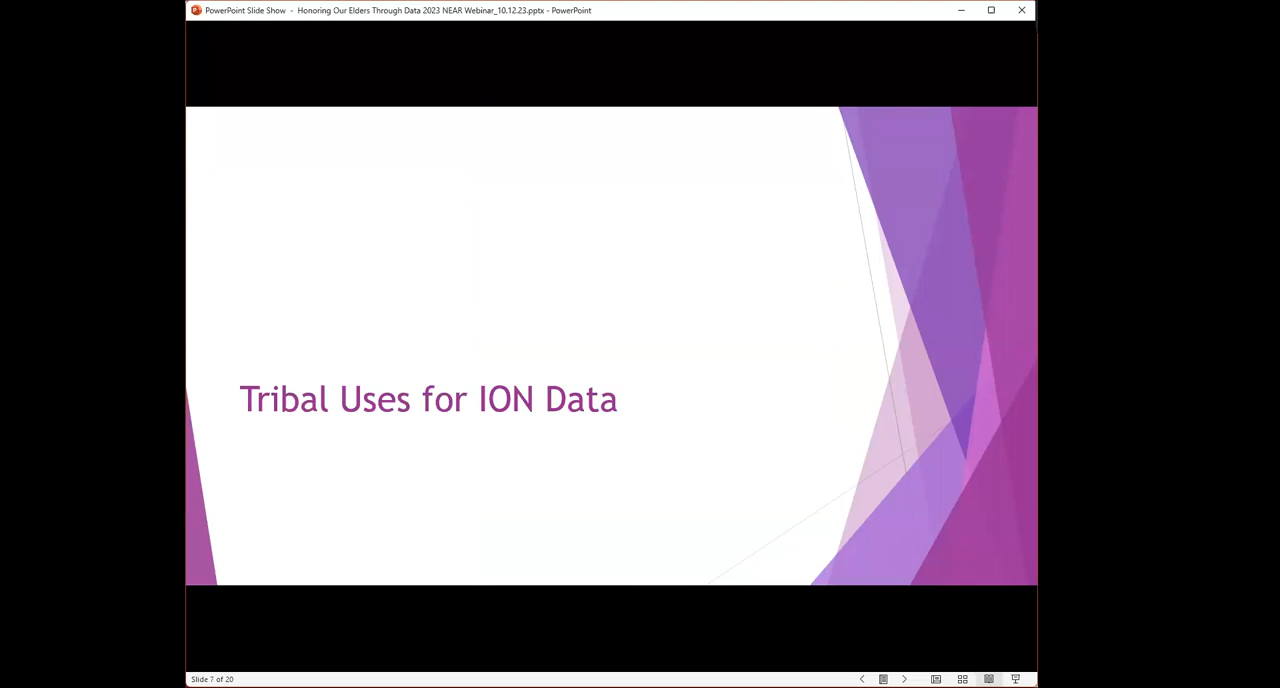 PowerPoint Slide Show - Honoring Our Elders Through Data 2023 NEAR Webinar_10.12.23.pptx - PowerPoint
Tribal Uses for ION Data
Slide 7 of 20